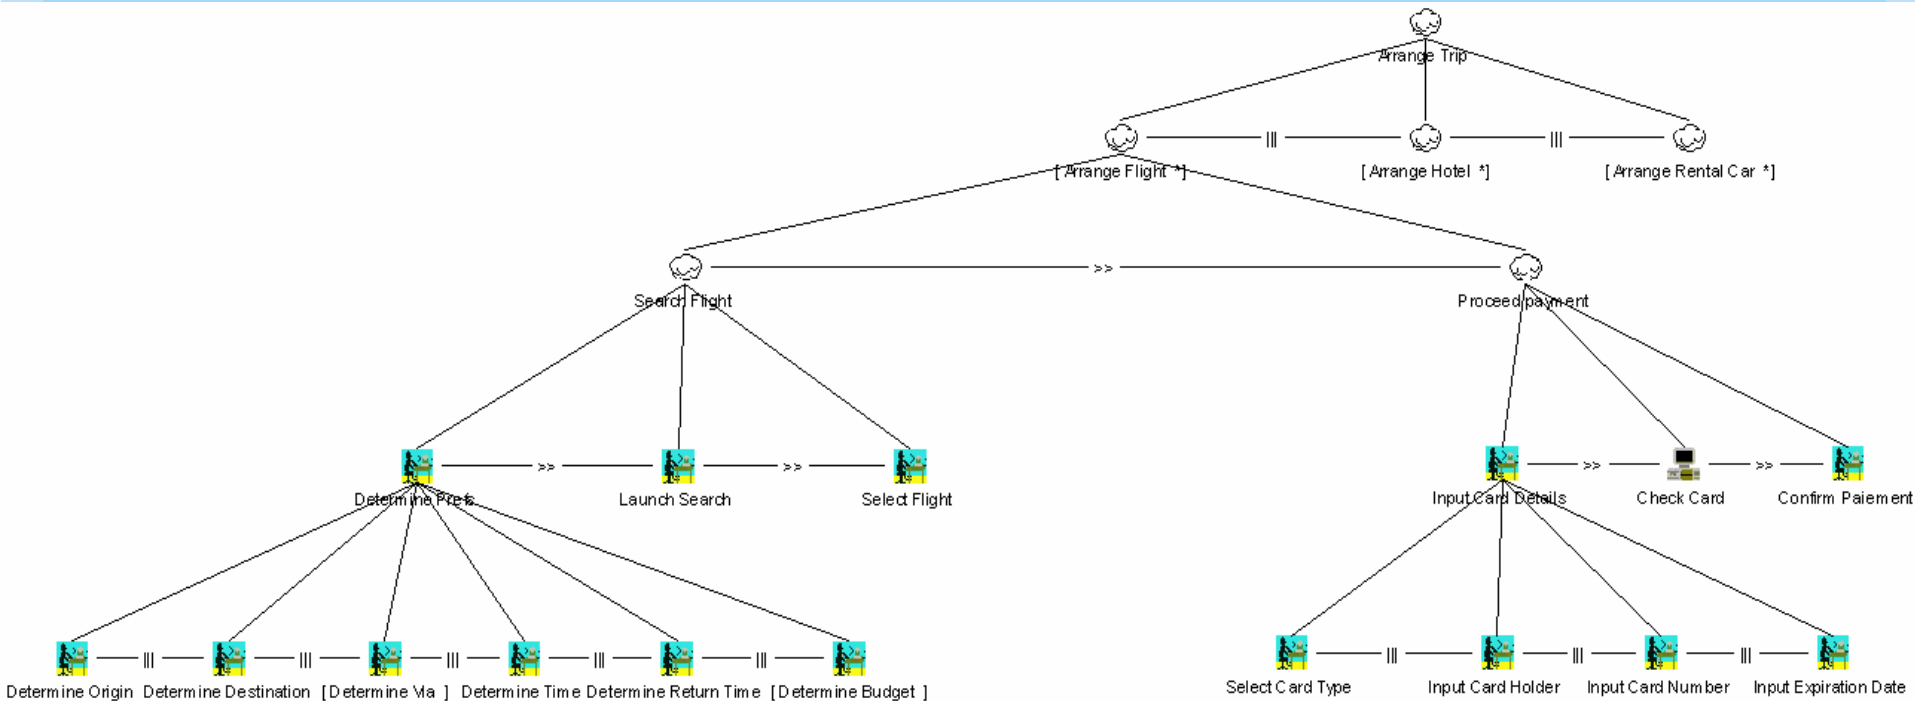 Arrange Trip
||| |||
[ Arrange Flight *] [ Arrange Hotel *] [ Arrange Rental Car *]
>>
Search Flight Proceed payment
>> >> >> >>
Determine Prefs Launch Search Select Flight Input Card Details Check Card Confirm Paiement
||| ||| ||| ||| ||| ||| ||| |||
Determine Origin Determine Destination [ Determine Via ] Determine Time Determine Return Time [ Determine Budget ] Select Card Type Input Card Holder Input Card Number Input Expiration Date